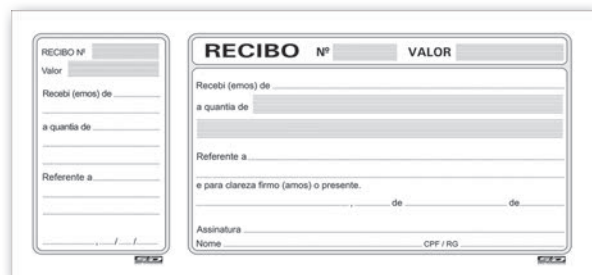 RECIBO Nº
Valor
Recebi (emos) de
a quantia de
Referente a
, / /
RECIBO Nº VALOR
Recebi (emos) de
a quantia de
Referente a
e para clareza firmo (amos) o presente.
, de de
Assinatura
Nome CPF / RG